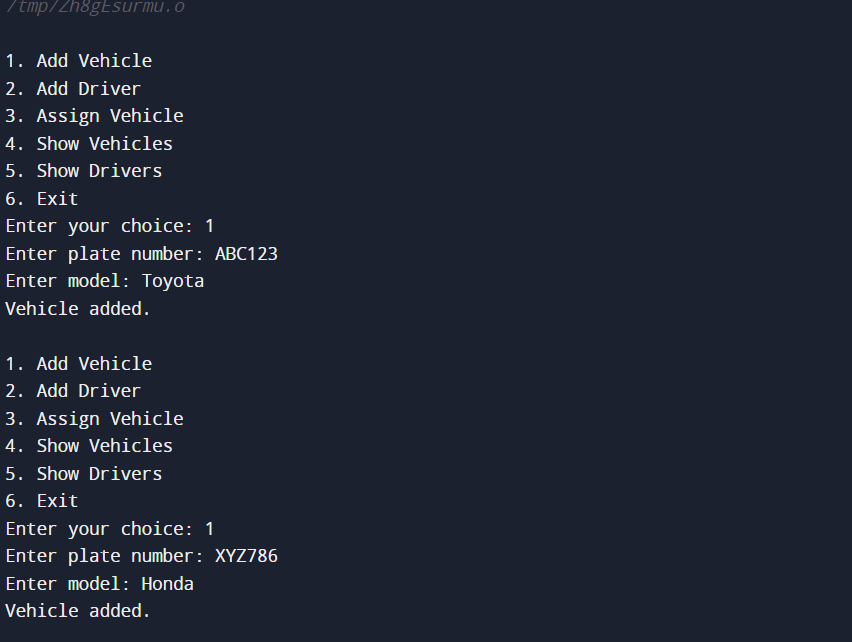 /tmp/Zh8gEsurmu.o
1. Add Vehicle
2. Add Driver
3. Assign Vehicle
4. Show Vehicles
5. Show Drivers
6. Exit
Enter your choice: 1
Enter plate number: ABC123
Enter model: Toyota
Vehicle added.
1. Add Vehicle
2. Add Driver
3. Assign Vehicle
4. Show Vehicles
5. Show Drivers
6. Exit
Enter your choice: 1
Enter plate number: XYZ786
Enter model: Honda
Vehicle added.